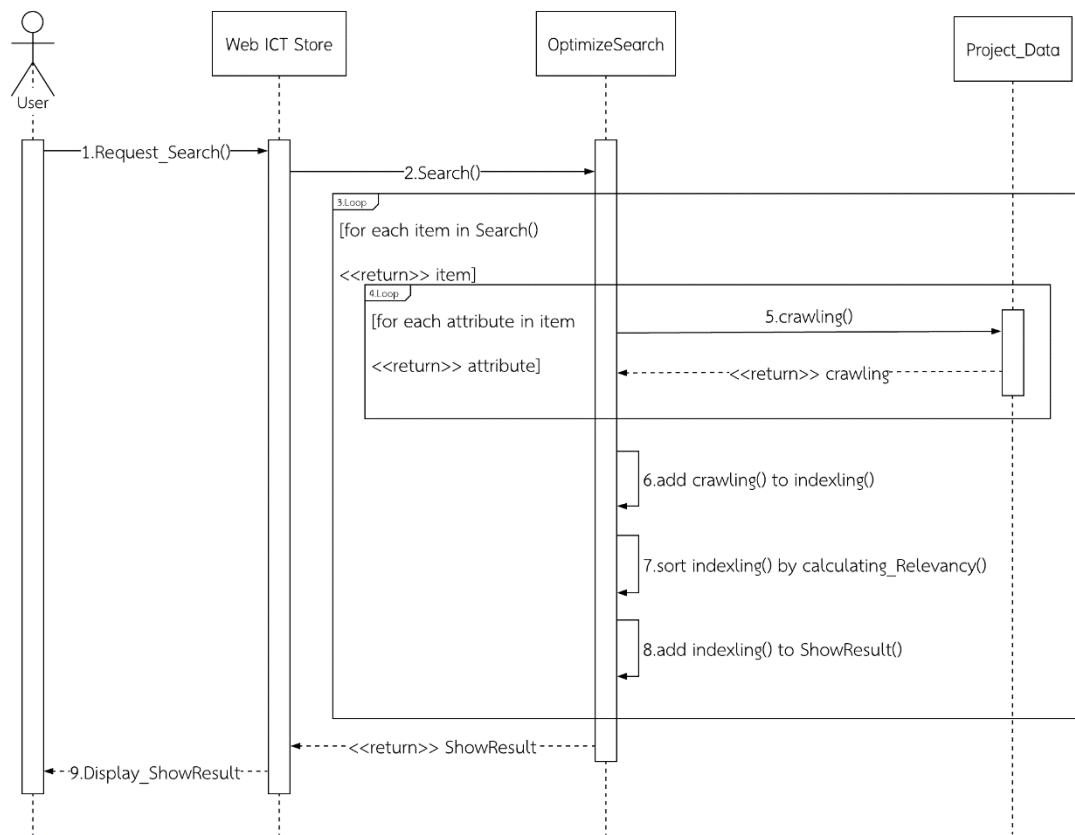 User
Web ICT Store
OptimizeSearch
Project_Data
1.Request_Search()
2.Search()
3.Loop
[for each item in Search()
<<return>> item]
4.Loop
[for each attribute in item
<<return>> attribute]
5.crawling()
<<return>> crawling
6.add crawling() to indexling()
7.sort indexling() by calculating_Relevancy()
8.add indexling() to ShowResult()
<<return>> ShowResult
9.Display_ShowResult